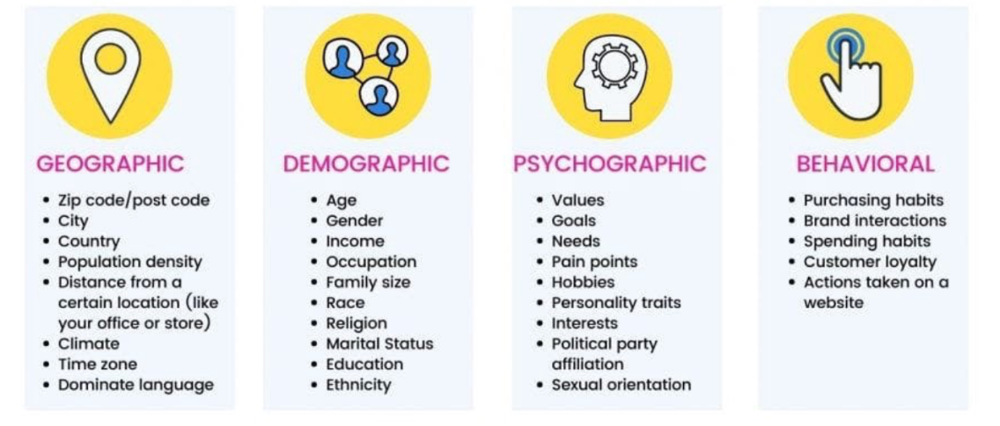 GEOGRAPHIC
• Zip code/post code
• City
• Country
• Population density
• Distance from a
certain location (like
your office or store)
• Climate
• Time zone
• Dominate language
DEMOGRAPHIC
• Age
• Gender
• Income
• Occupation
• Family size
• Race
• Religion
• Marital Status
• Education
• Ethnicity
PSYCHOGRAPHIC
• Values
• Goals
• Needs
• Pain points
• Hobbies
• Personality traits
• Interests
• Political party
affiliation
• Sexual orientation
BEHAVIORAL
• Purchasing habits
• Brand interactions
• Spending habits
• Customer loyalty
• Actions taken on a
website